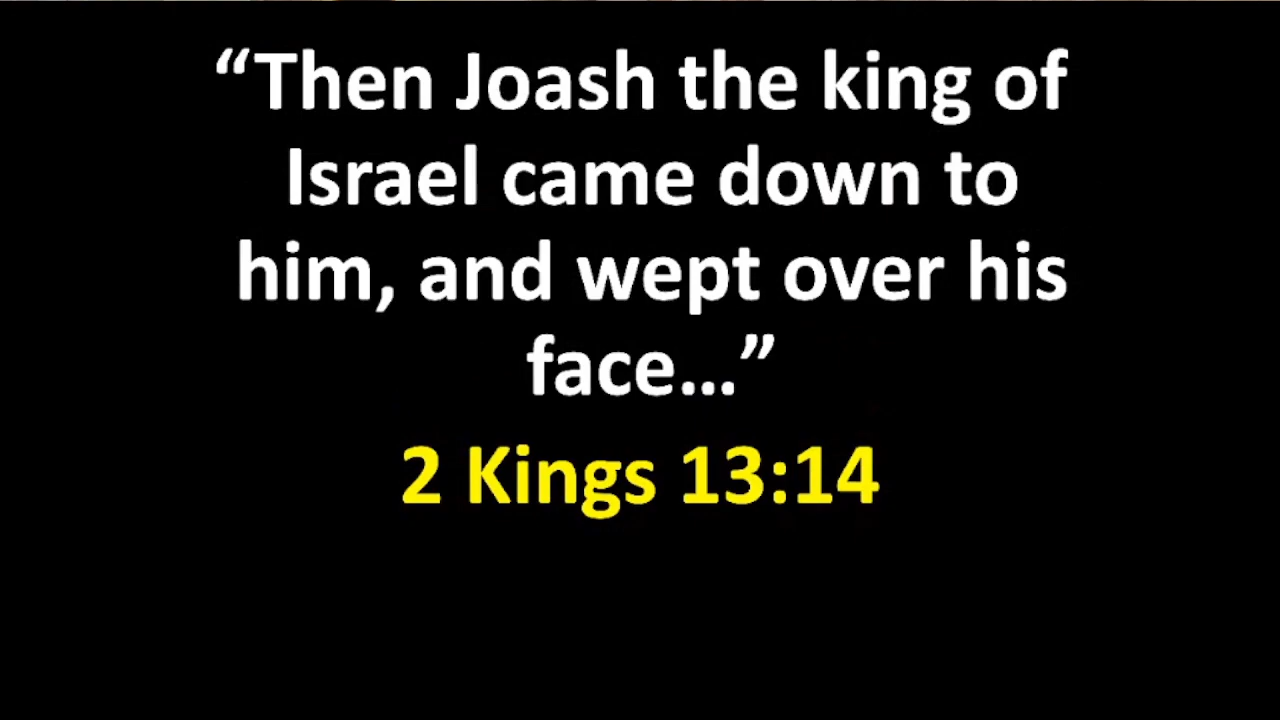 “Then Joash the king of
Israel came down to
him, and wept over his
face…”
2 Kings 13:14